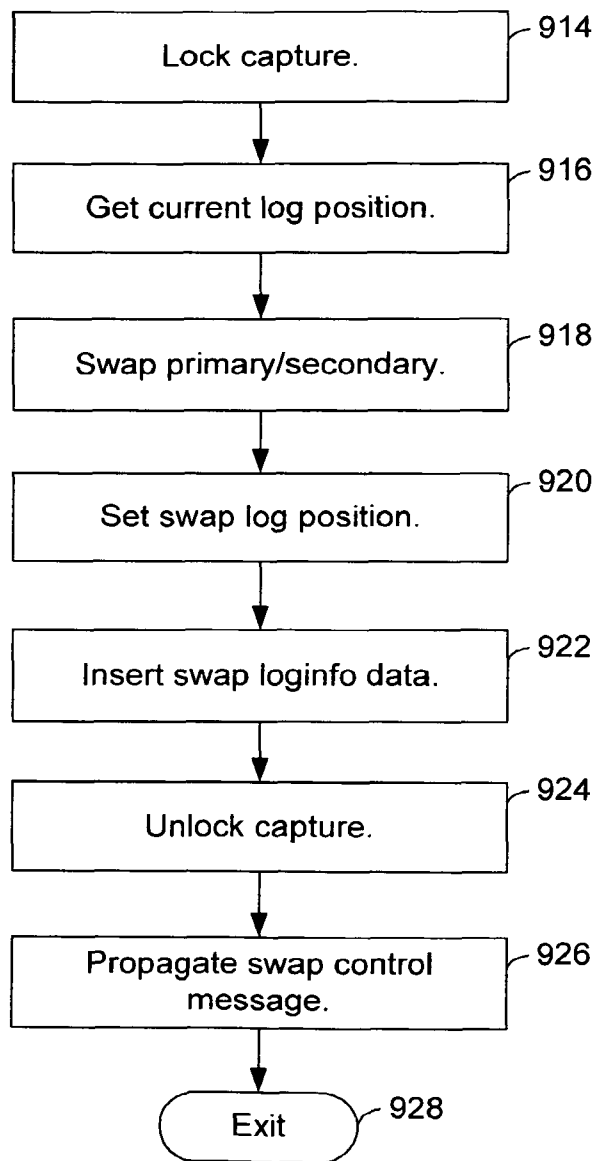 Lock capture.
914
Get current log position.
916
Swap primary/secondary.
918
Set swap log position.
920
Insert swap loginfo data.
922
Unlock capture.
924
Propagate swap control
message.
926
Exit
928